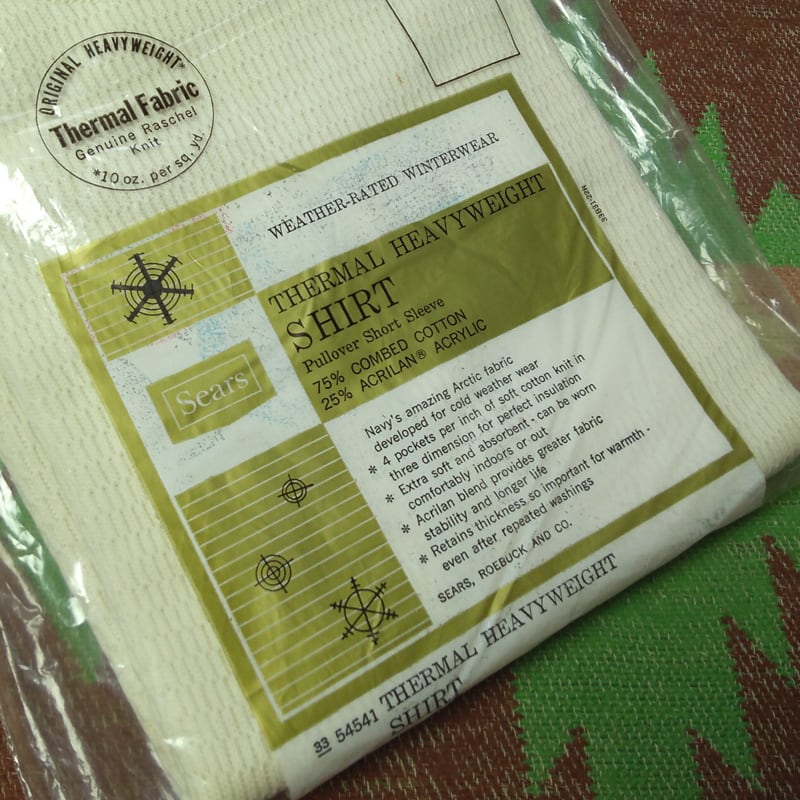 ORIGINAL HEAVYWEIGHT*
Thermal Fabric
Genuine Raschel
Knit
*10 oz. per sq. yd.
WEATHER-RATED WINTERWEAR
THERMAL HEAVYWEIGHT
SHIRT
Pullover Short Sleeve
75% COMBED COTTON
25% ACRILAN® ACRYLIC
Sears
Navy's amazing Arctic fabric
developed for cold weather wear
* 4 pockets per inch of soft cotton knit in
three dimension for perfect insulation
* Extra soft and absorbent - can be worn
comfortably indoors or out
* Acrilan blend provides greater fabric
stability and longer life
* Retains thickness so important for warmth -
even after repeated washings
SEARS, ROEBUCK AND CO.
33 54541 THERMAL HEAVYWEIGHT
SHIRT